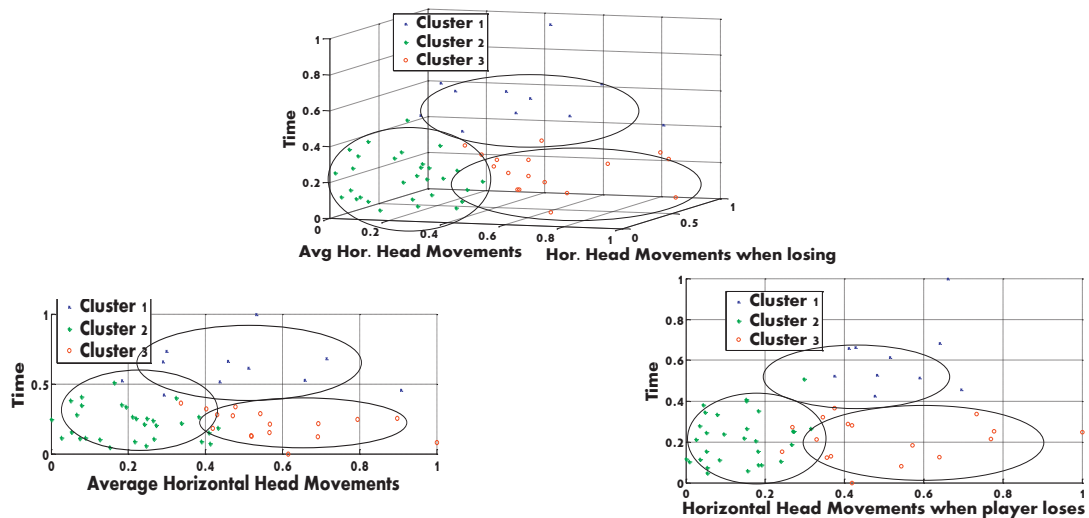 Cluster 1
Cluster 2
Cluster 3
1
0.8
0.6
0.4
0.2
0
Time
0
0.2
0.4
0.6
0.8
1
0
0.5
1
Avg Hor. Head Movements
Hor. Head Movements when losing
Cluster 1
Cluster 2
Cluster 3
1
0.5
0
Time
0
0.2
0.4
0.6
0.8
1
Average Horizontal Head Movements
Cluster 1
Cluster 2
Cluster 3
1
0.8
0.6
0.4
0.2
0
Time
0
0.2
0.4
0.6
0.8
1
Horizontal Head Movements when player loses